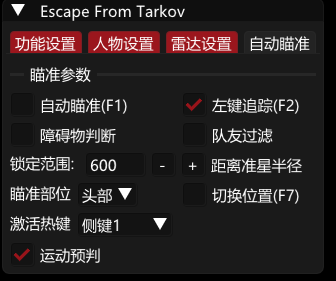 Escape From Tarkov
功能设置 人物设置 雷达设置 自动瞄准
瞄准参数
自动瞄准(F1) 左键追踪(F2)
障碍物判断 队友过滤
锁定范围: 600 - + 距离准星半径
瞄准部位 头部 切换位置(F7)
激活热键 侧键1
运动预判